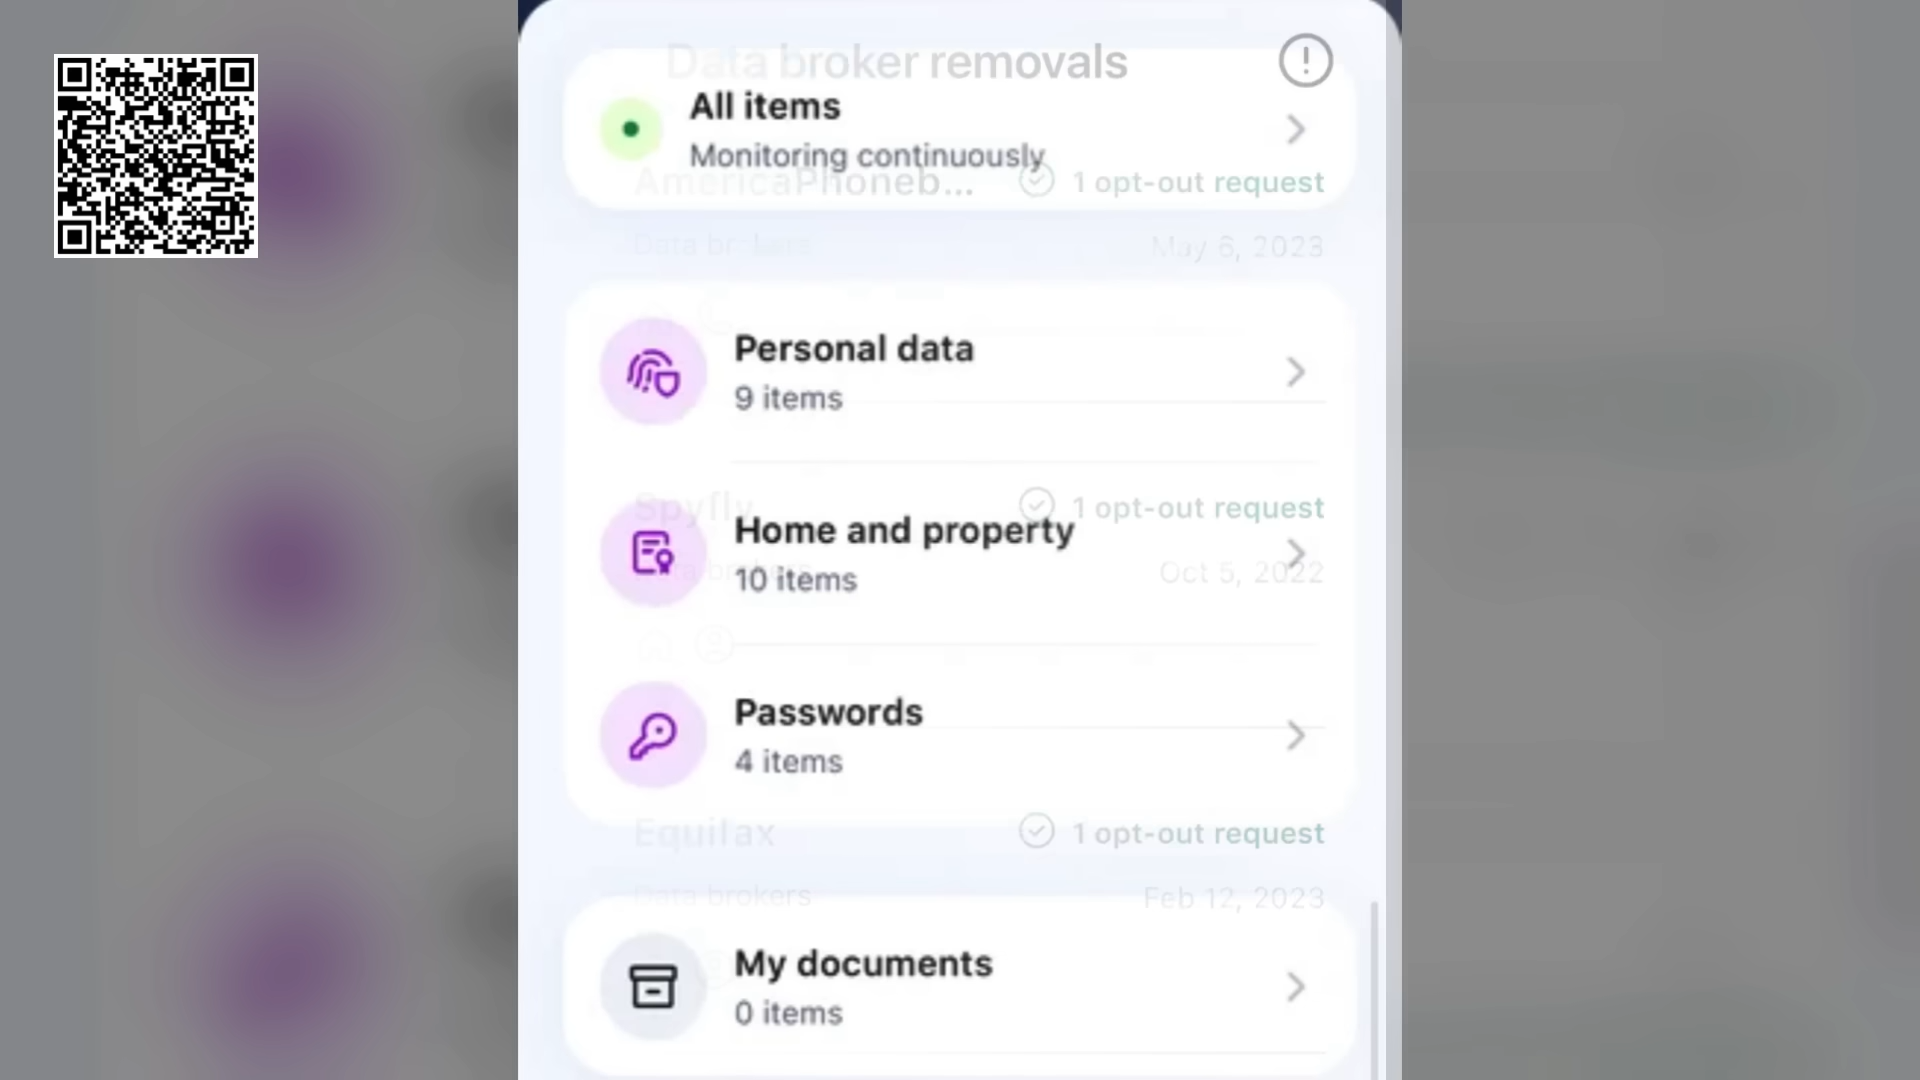 Data broker removals
All items
Monitoring continuously
AmericaPhoneb...
1 opt-out request
Data brokers
May 6, 2023
Personal data
9 items
Spyfly
1 opt-out request
Home and property
Data brokers
10 items
Oct 5, 2022
Passwords
4 items
Equifax
1 opt-out request
Data brokers
Feb 12, 2023
My documents
0 items